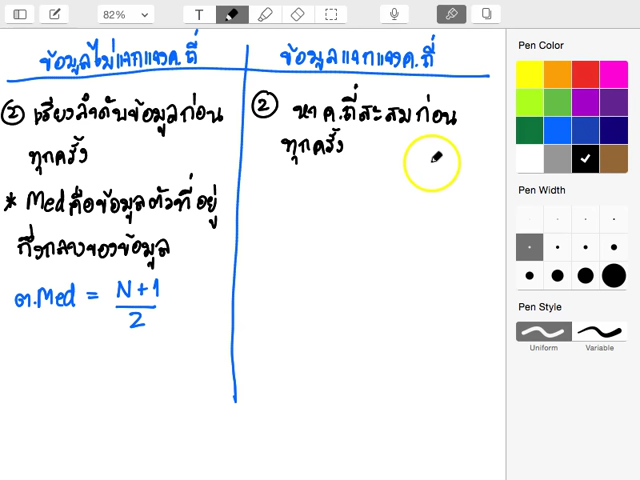 82%
T
ข้อมูลไม่แจกแจงค.ถี่
ข้อมูลแจกแจงค.ถี่
② เรียงลำดับข้อมูลก่อน
ทุกครั้ง
* Med คือข้อมูลตัวที่อยู่
กึ่งกลางของข้อมูล
ต.Med = N+1
2
② หาค.ถี่สะสมก่อน
ทุกครั้ง
Pen Color
Pen Width
Pen Style
Uniform
Variable